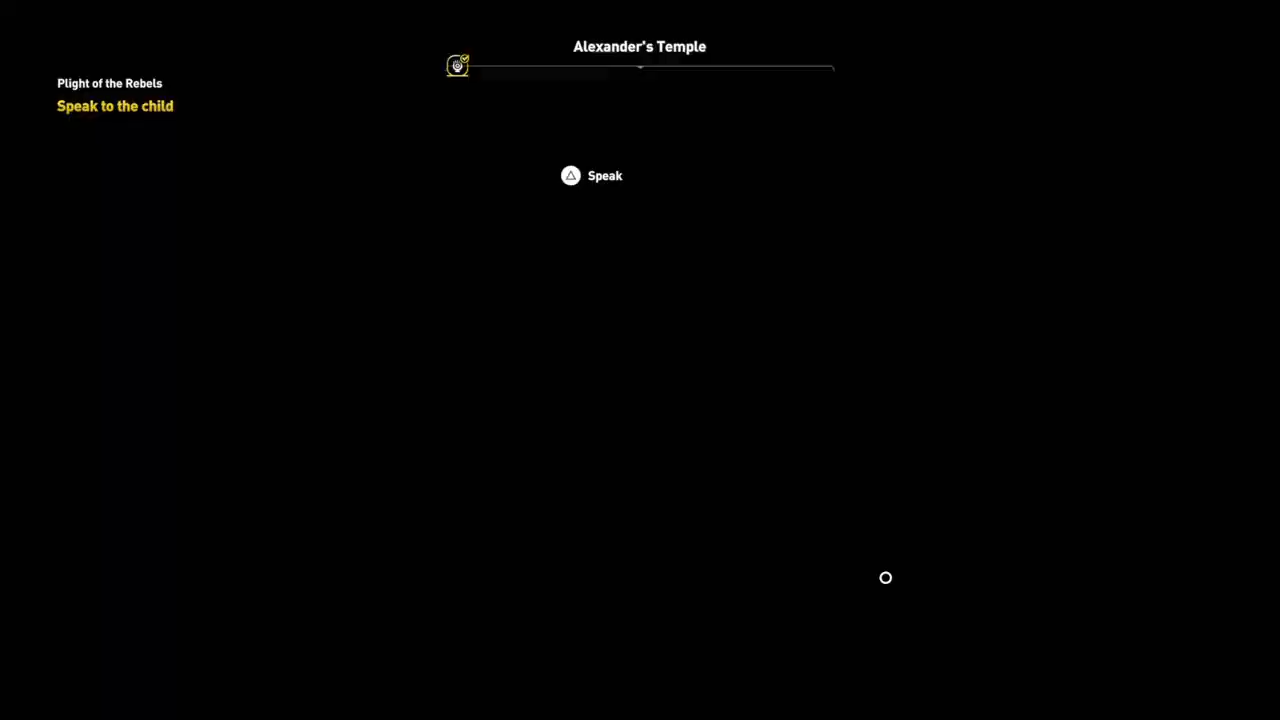 Alexander's Temple
Plight of the Rebels
Speak to the child
Speak